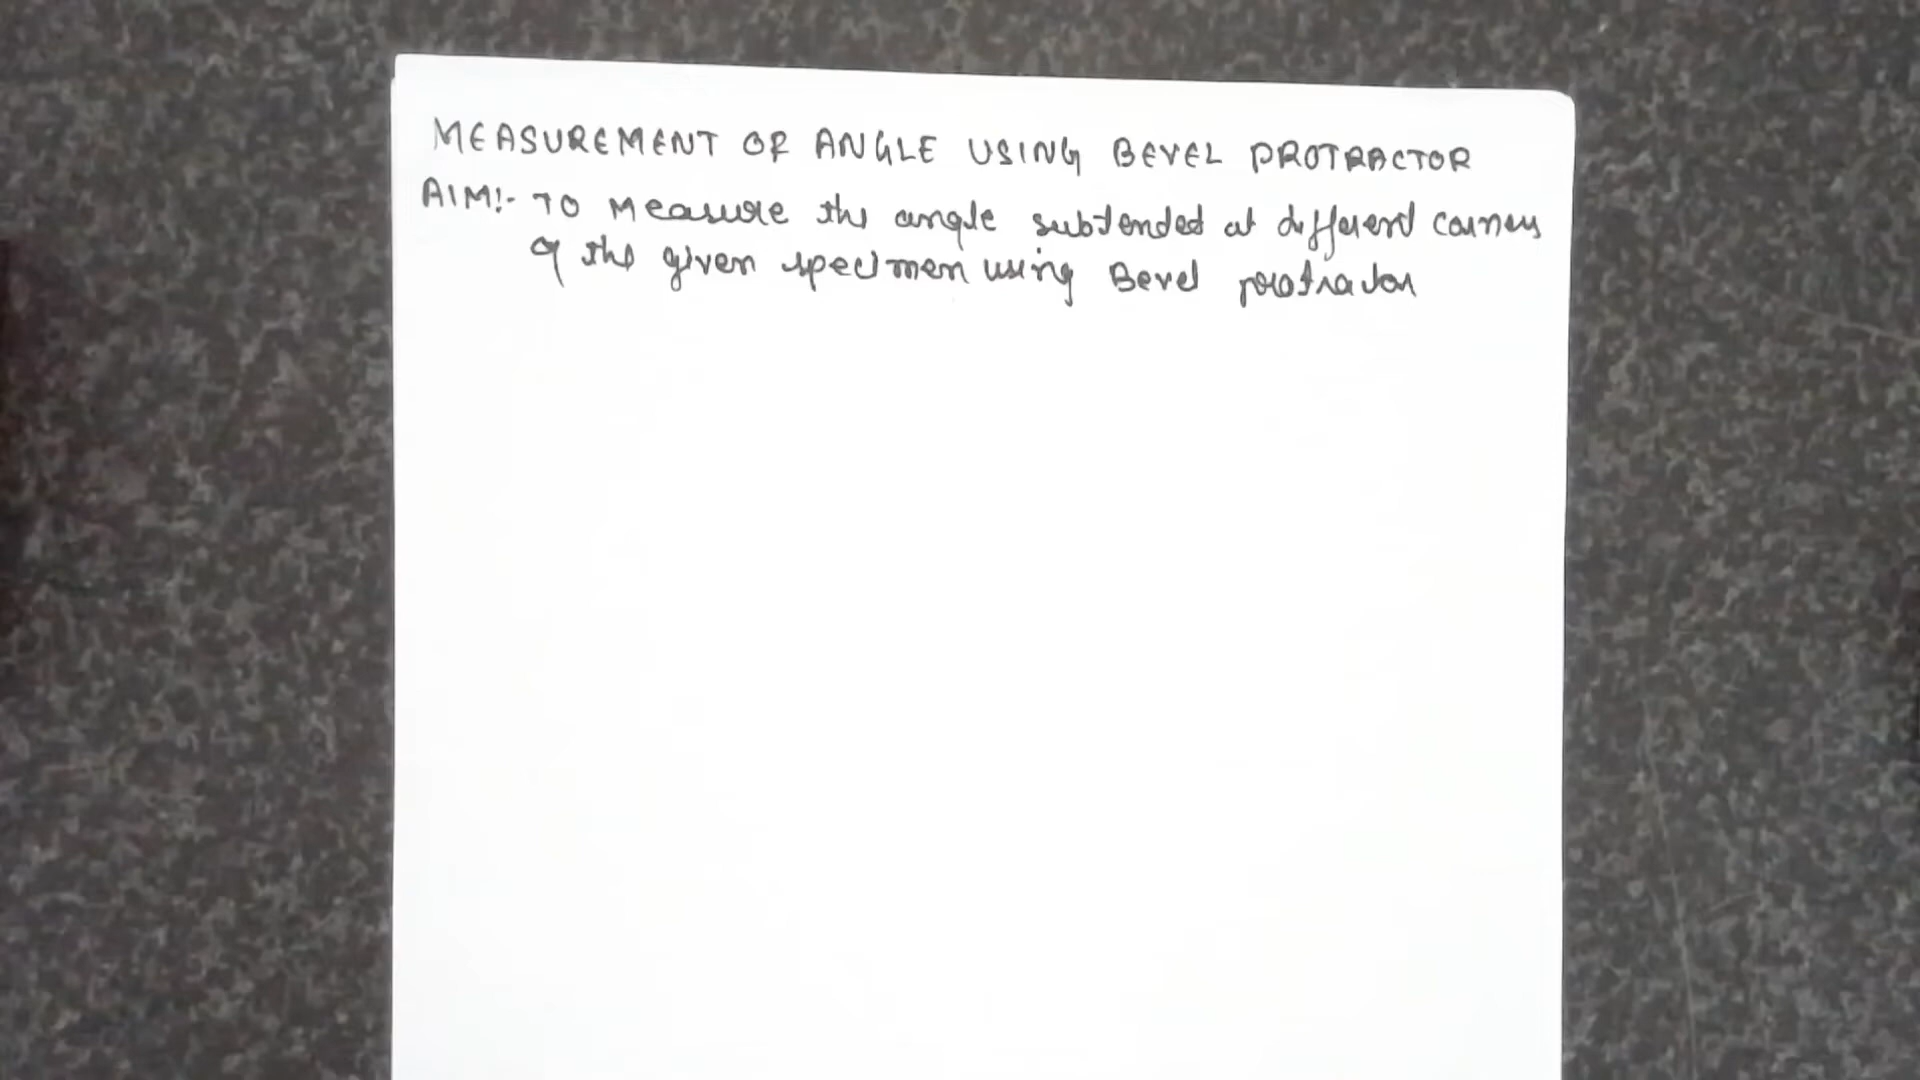 MEASUREMENT OF ANGLE USING BEVEL PROTRACTOR
AIM:- TO Measure the angle subtended at different corners
of the given specimen using Bevel protractor